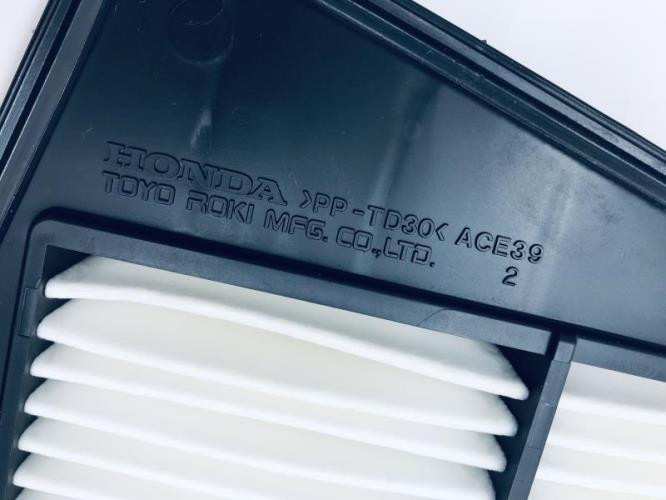 HONDA >PP-TD30< ACE39
TOYO ROKI MFG. CO.,LTD. 2